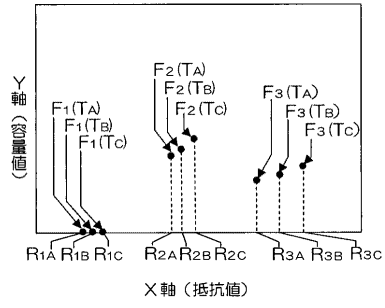 Y軸（容量値）
F1(TA)
F1(TB)
F1(TC)
F2(TA)
F2(TB)
F2(TC)
F3(TA)
F3(TB)
F3(TC)
R1A R1B R1C R2A R2B R2C R3A R3B R3C
X軸（抵抗値）